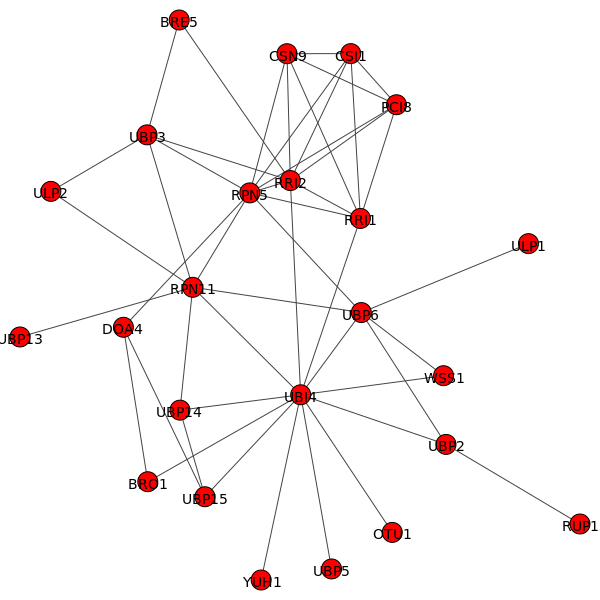 BRE5
CSN9
CSI1
PCI8
UBP3
RRI2
ULP2
RPN5
RRI1
ULP1
RPN11
UBP6
DOA4
UBP13
WSS1
UBI4
UBP14
UBP2
BRO1
UBP15
RUP1
OTU1
UBP5
YUH1